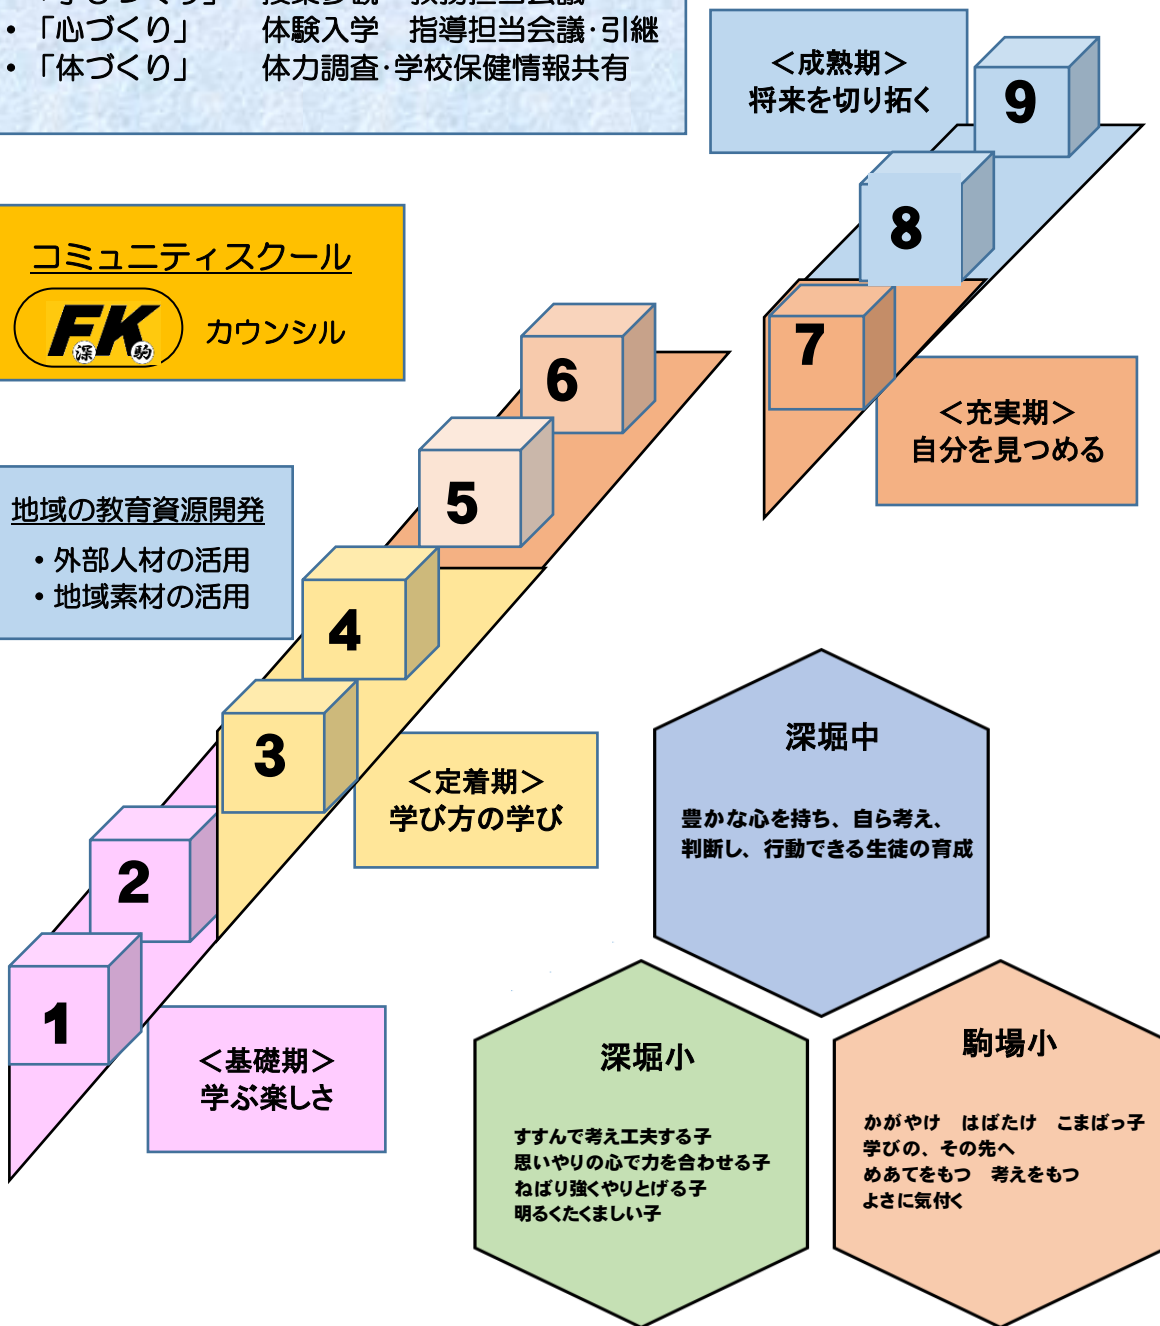 ・「心づくり」　体験入学　指導担当会議･引継
・「体づくり」　体力調査･学校保健情報共有
＜成熟期＞
将来を切り拓く
9
8
7
コミュニティスクール
FK 深 駒 カウンシル
＜充実期＞
自分を見つめる
6
5
地域の教育資源開発
・外部人材の活用
・地域素材の活用
4
3
＜定着期＞
学び方の学び
2
1
＜基礎期＞
学ぶ楽しさ
深堀中
豊かな心を持ち、自ら考え、
判断し、行動できる生徒の育成
深堀小
すすんで考え工夫する子
思いやりの心で力を合わせる子
ねばり強くやりとげる子
明るくたくましい子
駒場小
かがやけ　はばたけ　こまばっ子
学びの、その先へ
めあてをもつ　考えをもつ
よさに気付く